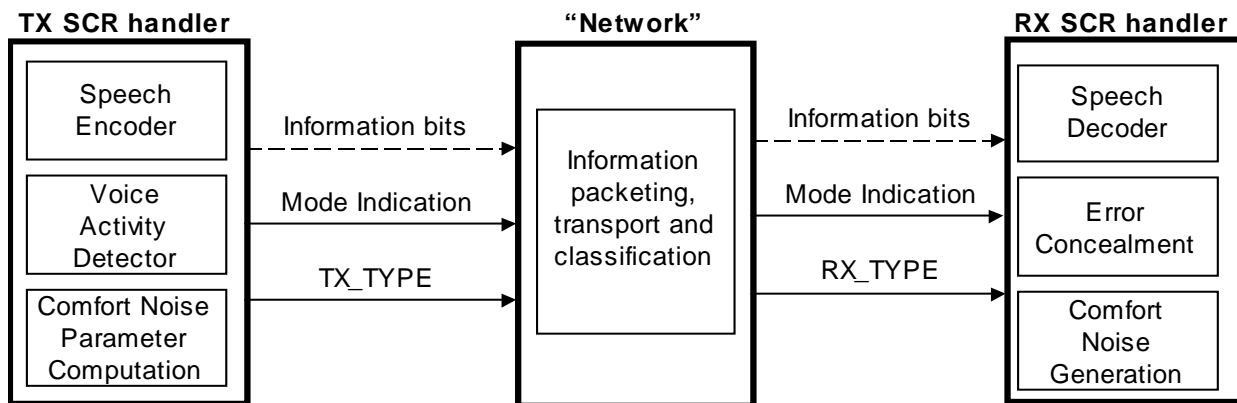 TX SCR handler
“Network”
RX SCR handler
Speech
Encoder
Voice
Activity
Detector
Comfort Noise
Parameter
Computation
Information bits
Mode Indication
TX_TYPE
Information
packeting,
transport and
classification
Information bits
Mode Indication
RX_TYPE
Speech
Decoder
Error
Concealment
Comfort
Noise
Generation